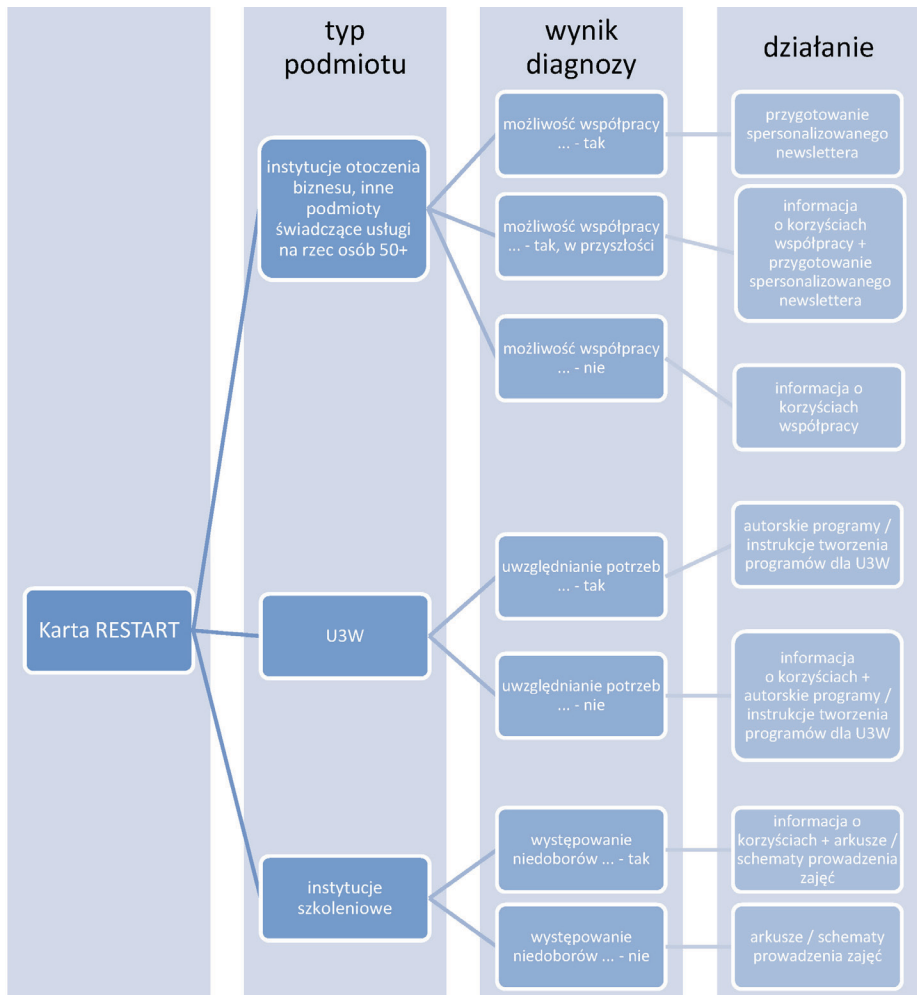 typ
podmiotu
wynik
diagnozy
działanie
Karta RESTART
instytucje otoczenia
biznesu, inne
podmioty
świadczące usługi
na rzec osób 50+
możliwość współpracy
... - tak
przygotowanie
spersonalizowanego
newslettera
możliwość współpracy
... - tak, w przyszłości
informacja
o korzyściach
współpracy +
przygotowanie
spersonalizowanego
newslettera
możliwość współpracy
... - nie
informacja o
korzyściach
współpracy
U3W
uwzględnianie potrzeb
... - tak
autorskie programy /
instrukcje tworzenia
programów dla U3W
uwzględnianie potrzeb
... - nie
informacja
o korzyściach +
autorskie programy /
instrukcje tworzenia
programów dla U3W
instytucje
szkoleniowe
występowanie
niedoborów ... - tak
informacja o
korzyściach + arkusze /
schematy prowadzenia
zajęć
występowanie
niedoborów ... - nie
arkusze / schematy
prowadzenia zajęć